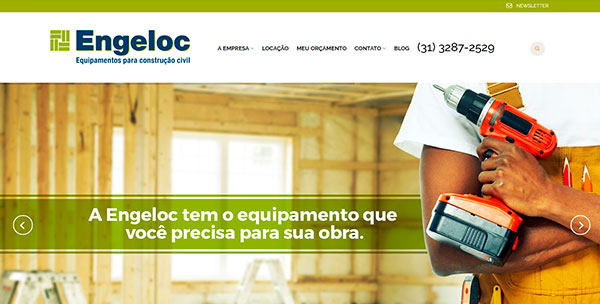 NEWSLETTER
Engeloc
Equipamentos para construção civil
A EMPRESA LOCAÇÃO MEU ORÇAMENTO CONTATO BLOG (31) 3287-2529
A Engeloc tem o equipamento que
você precisa para sua obra.